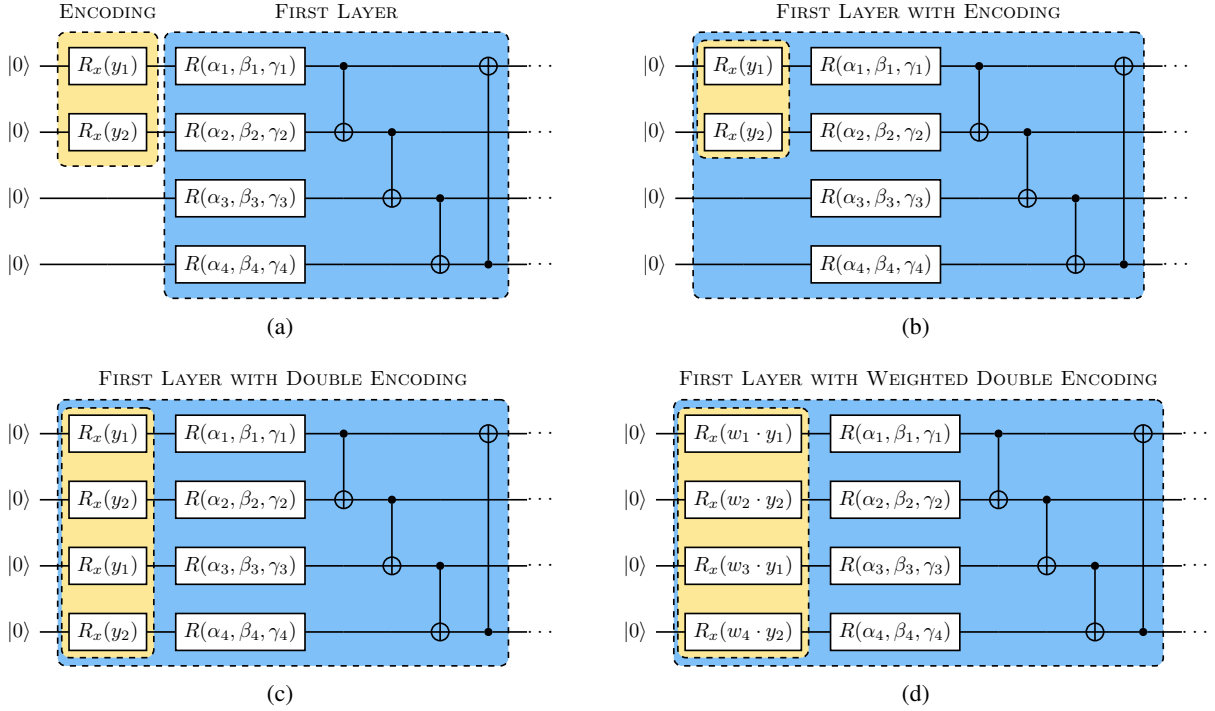 ENCODING FIRST LAYER
|0⟩ R_x(y_1) R(α_1, β_1, γ_1) ···
|0⟩ R_x(y_2) R(α_2, β_2, γ_2) ···
|0⟩ R(α_3, β_3, γ_3) ···
|0⟩ R(α_4, β_4, γ_4) ···
(a)
FIRST LAYER WITH ENCODING
|0⟩ R_x(y_1) R(α_1, β_1, γ_1) ···
|0⟩ R_x(y_2) R(α_2, β_2, γ_2) ···
|0⟩ R(α_3, β_3, γ_3) ···
|0⟩ R(α_4, β_4, γ_4) ···
(b)
FIRST LAYER WITH DOUBLE ENCODING
|0⟩ R_x(y_1) R(α_1, β_1, γ_1) ···
|0⟩ R_x(y_2) R(α_2, β_2, γ_2) ···
|0⟩ R_x(y_1) R(α_3, β_3, γ_3) ···
|0⟩ R_x(y_2) R(α_4, β_4, γ_4) ···
(c)
FIRST LAYER WITH WEIGHTED DOUBLE ENCODING
|0⟩ R_x(w_1 · y_1) R(α_1, β_1, γ_1) ···
|0⟩ R_x(w_2 · y_2) R(α_2, β_2, γ_2) ···
|0⟩ R_x(w_3 · y_1) R(α_3, β_3, γ_3) ···
|0⟩ R_x(w_4 · y_2) R(α_4, β_4, γ_4) ···
(d)